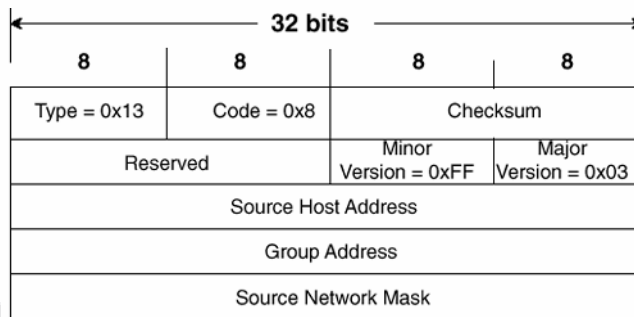 32 bits
8 8 8 8
Type = 0x13 Code = 0x8 Checksum
Reserved Minor Version = 0xFF Major Version = 0x03
Source Host Address
Group Address
Source Network Mask